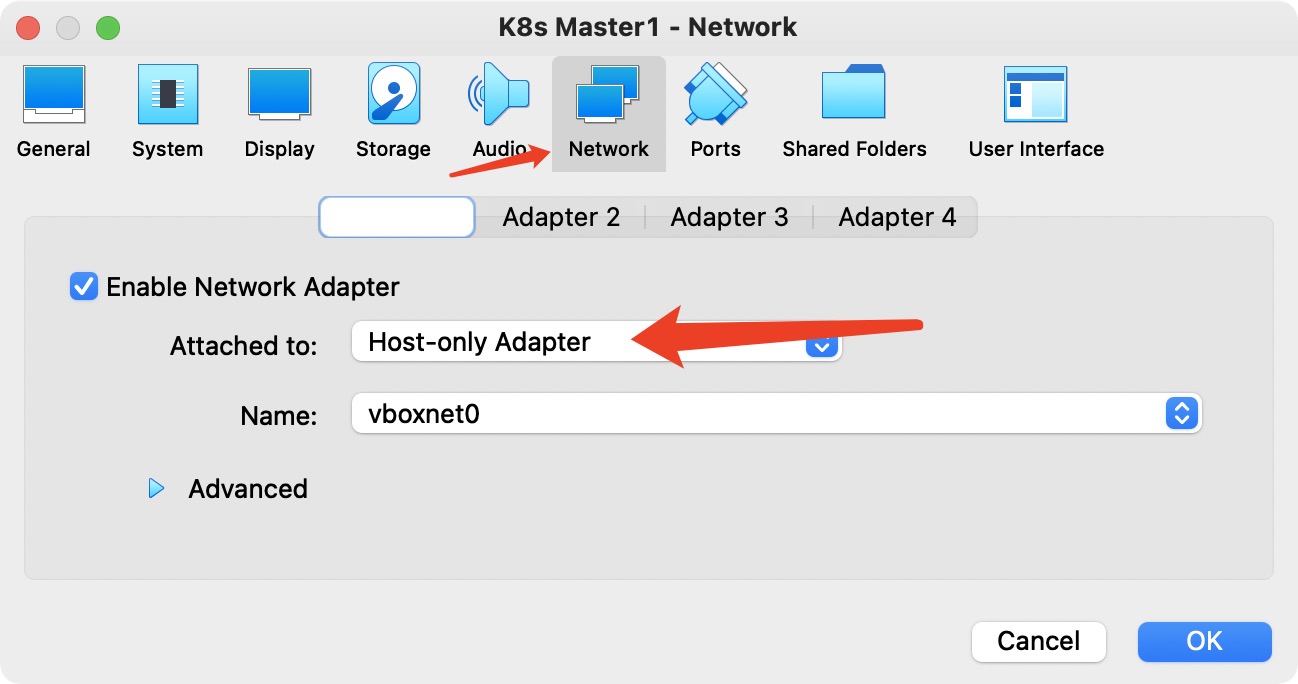 K8s Master1 - Network
General System Display Storage Audio Network Ports Shared Folders User Interface
Adapter 2 Adapter 3 Adapter 4
Enable Network Adapter
Attached to: Host-only Adapter
Name: vboxnet0
Advanced
Cancel OK